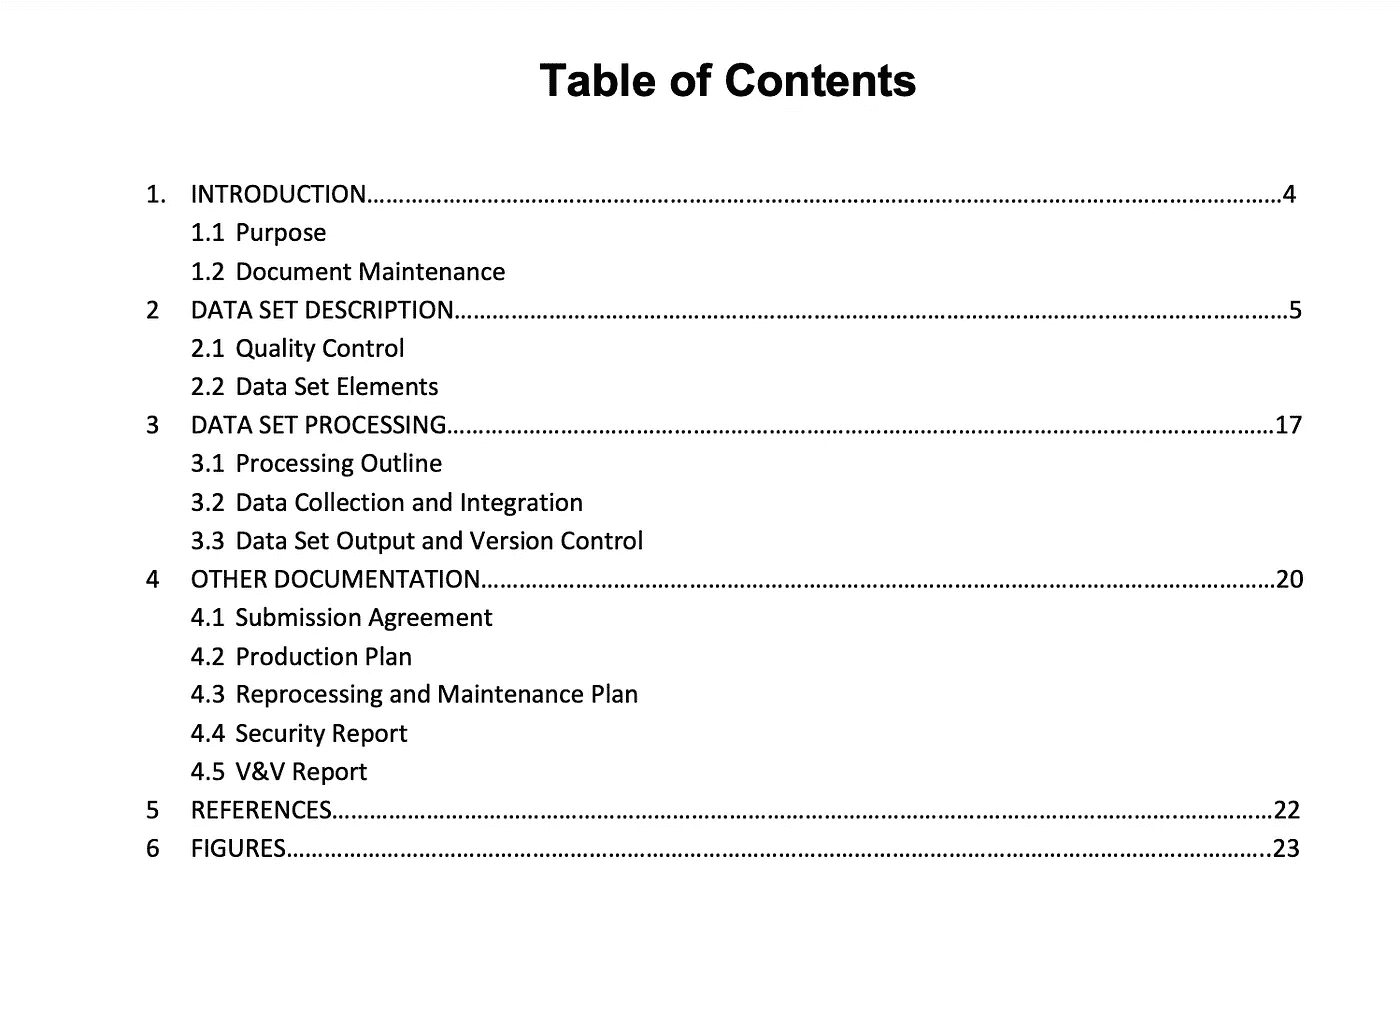 Table of Contents
1. INTRODUCTION……………………………………………………………………………………………………………………………4
1.1 Purpose
1.2 Document Maintenance
2 DATA SET DESCRIPTION…………………………………………………………………………………………………………………5
2.1 Quality Control
2.2 Data Set Elements
3 DATA SET PROCESSING………………………………………………………………………………………………………………17
3.1 Processing Outline
3.2 Data Collection and Integration
3.3 Data Set Output and Version Control
4 OTHER DOCUMENTATION……………………………………………………………………………………………………………20
4.1 Submission Agreement
4.2 Production Plan
4.3 Reprocessing and Maintenance Plan
4.4 Security Report
4.5 V&V Report
5 REFERENCES………………………………………………………………………………………………………………………………22
6 FIGURES……………………………………………………………………………………………………………………………………..23